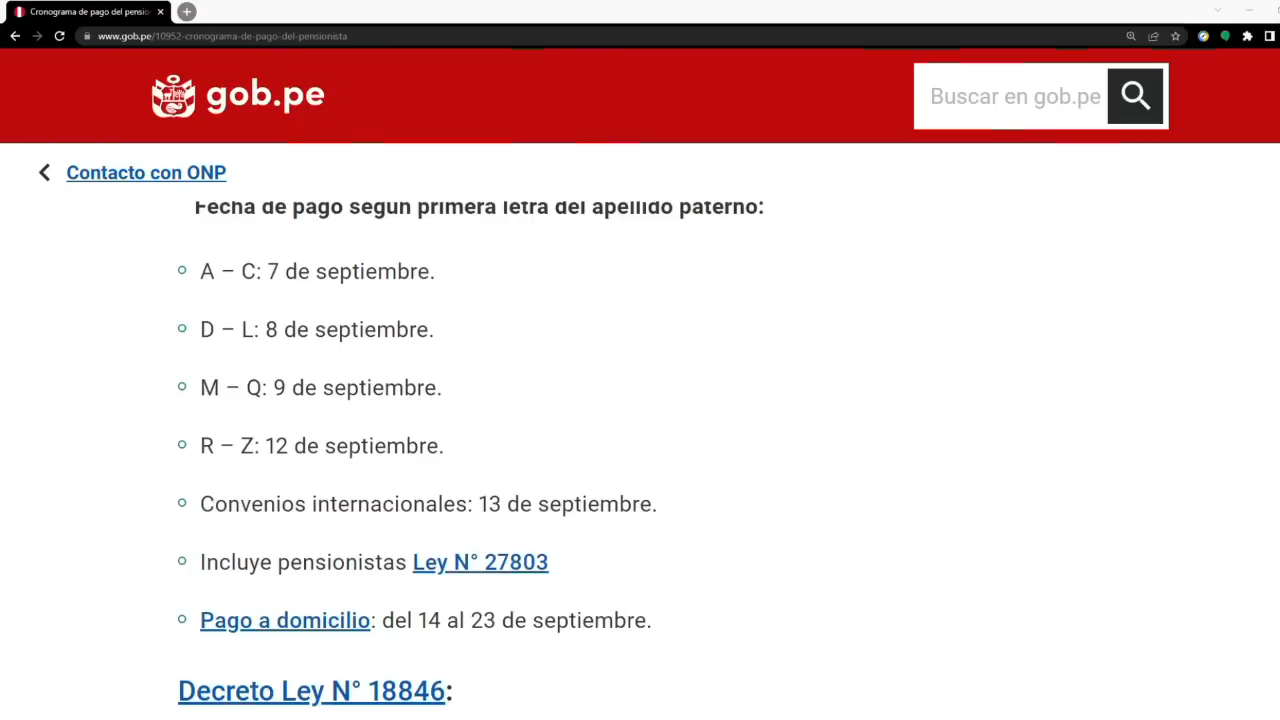 Cronograma de pago del pensio
www.gob.pe/10952-cronograma-de-pago-del-pensionista
gob.pe
Buscar en gob.pe
Contacto con ONP
Fecha de pago según primera letra del apellido paterno:
A – C: 7 de septiembre.
D – L: 8 de septiembre.
M – Q: 9 de septiembre.
R – Z: 12 de septiembre.
Convenios internacionales: 13 de septiembre.
Incluye pensionistas Ley N° 27803
Pago a domicilio: del 14 al 23 de septiembre.
Decreto Ley N° 18846: